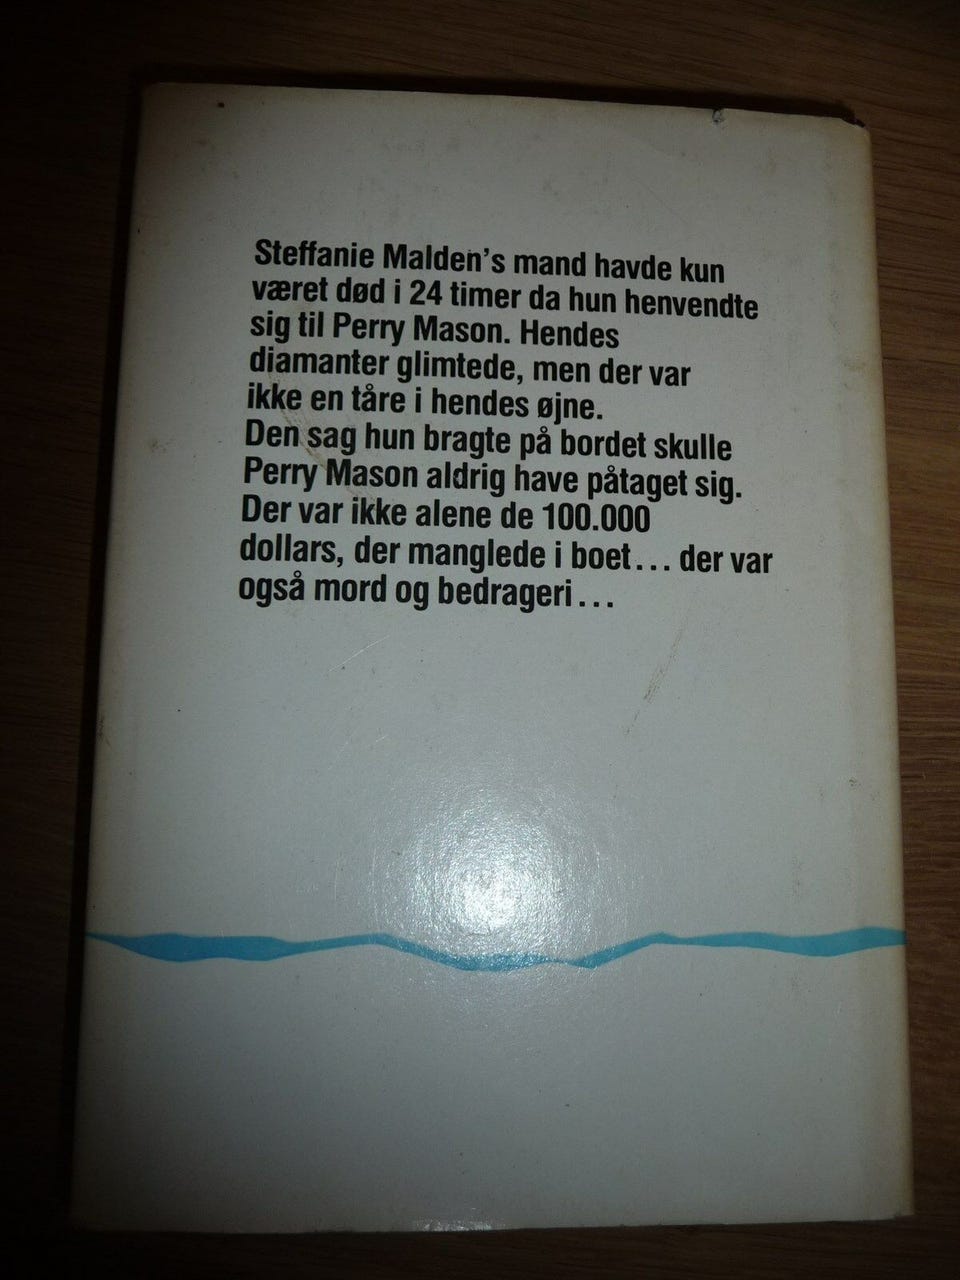 Steffanie Malden's mand havde kun
været død i 24 timer da hun henvendte
sig til Perry Mason. Hendes
diamanter glimtede, men der var
ikke en tåre i hendes øjne.
Den sag hun bragte på bordet skulle
Perry Mason aldrig have påtaget sig.
Der var ikke alene de 100.000
dollars, der manglede i boet... der var
også mord og bedrageri...